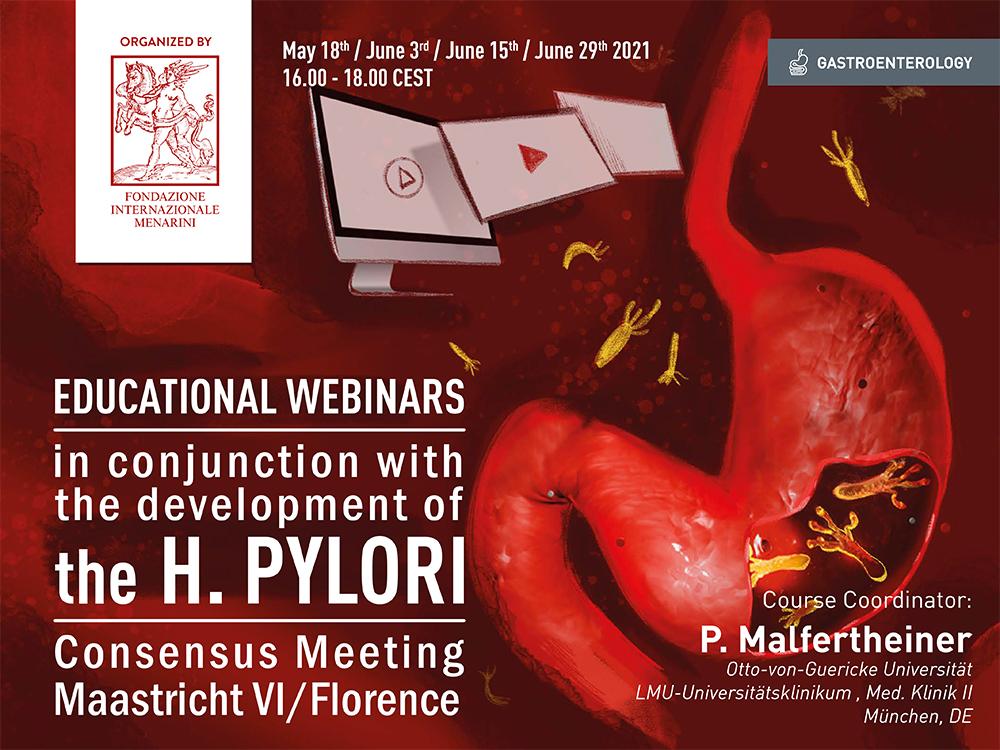 ORGANIZED BY
FONDAZIONE
INTERNAZIONALE
MENARINI
May 18th / June 3rd / June 15th / June 29th 2021
16.00 - 18.00 CEST
GASTROENTEROLOGY
EDUCATIONAL WEBINARS
in conjunction with
the development of
the H. PYLORI
Consensus Meeting
Maastricht VI/Florence
Course Coordinator:
P. Malfertheiner
Otto-von-Guericke Universität
LMU-Universitätsklinikum , Med. Klinik II
München, DE